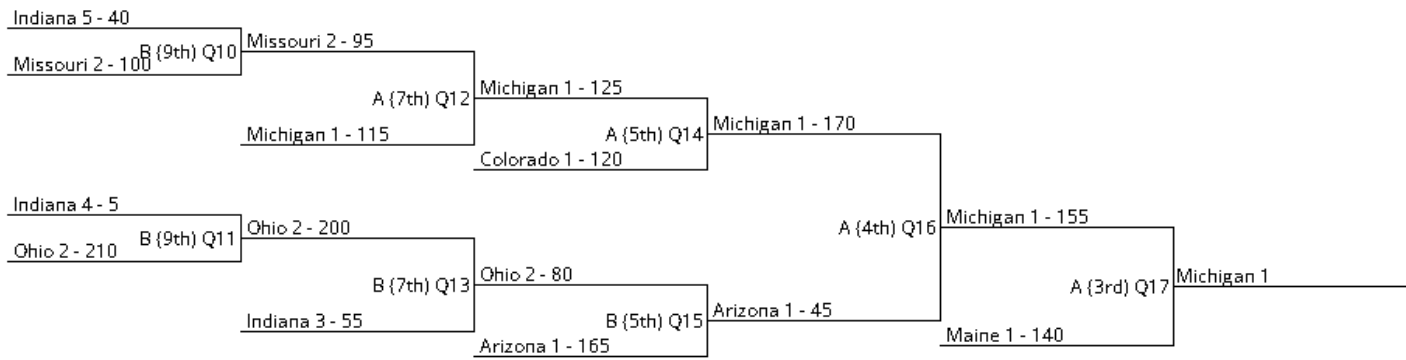 Indiana 5 - 40
B (9th) Q10
Missouri 2 - 100
Missouri 2 - 95
A (7th) Q12
Michigan 1 - 115
Michigan 1 - 125
A (5th) Q14
Colorado 1 - 120
Michigan 1 - 170
Indiana 4 - 5
B (9th) Q11
Ohio 2 - 210
Ohio 2 - 200
B (7th) Q13
Indiana 3 - 55
Ohio 2 - 80
B (5th) Q15
Arizona 1 - 165
Arizona 1 - 45
A (4th) Q16
Michigan 1 - 155
A (3rd) Q17
Maine 1 - 140
Michigan 1